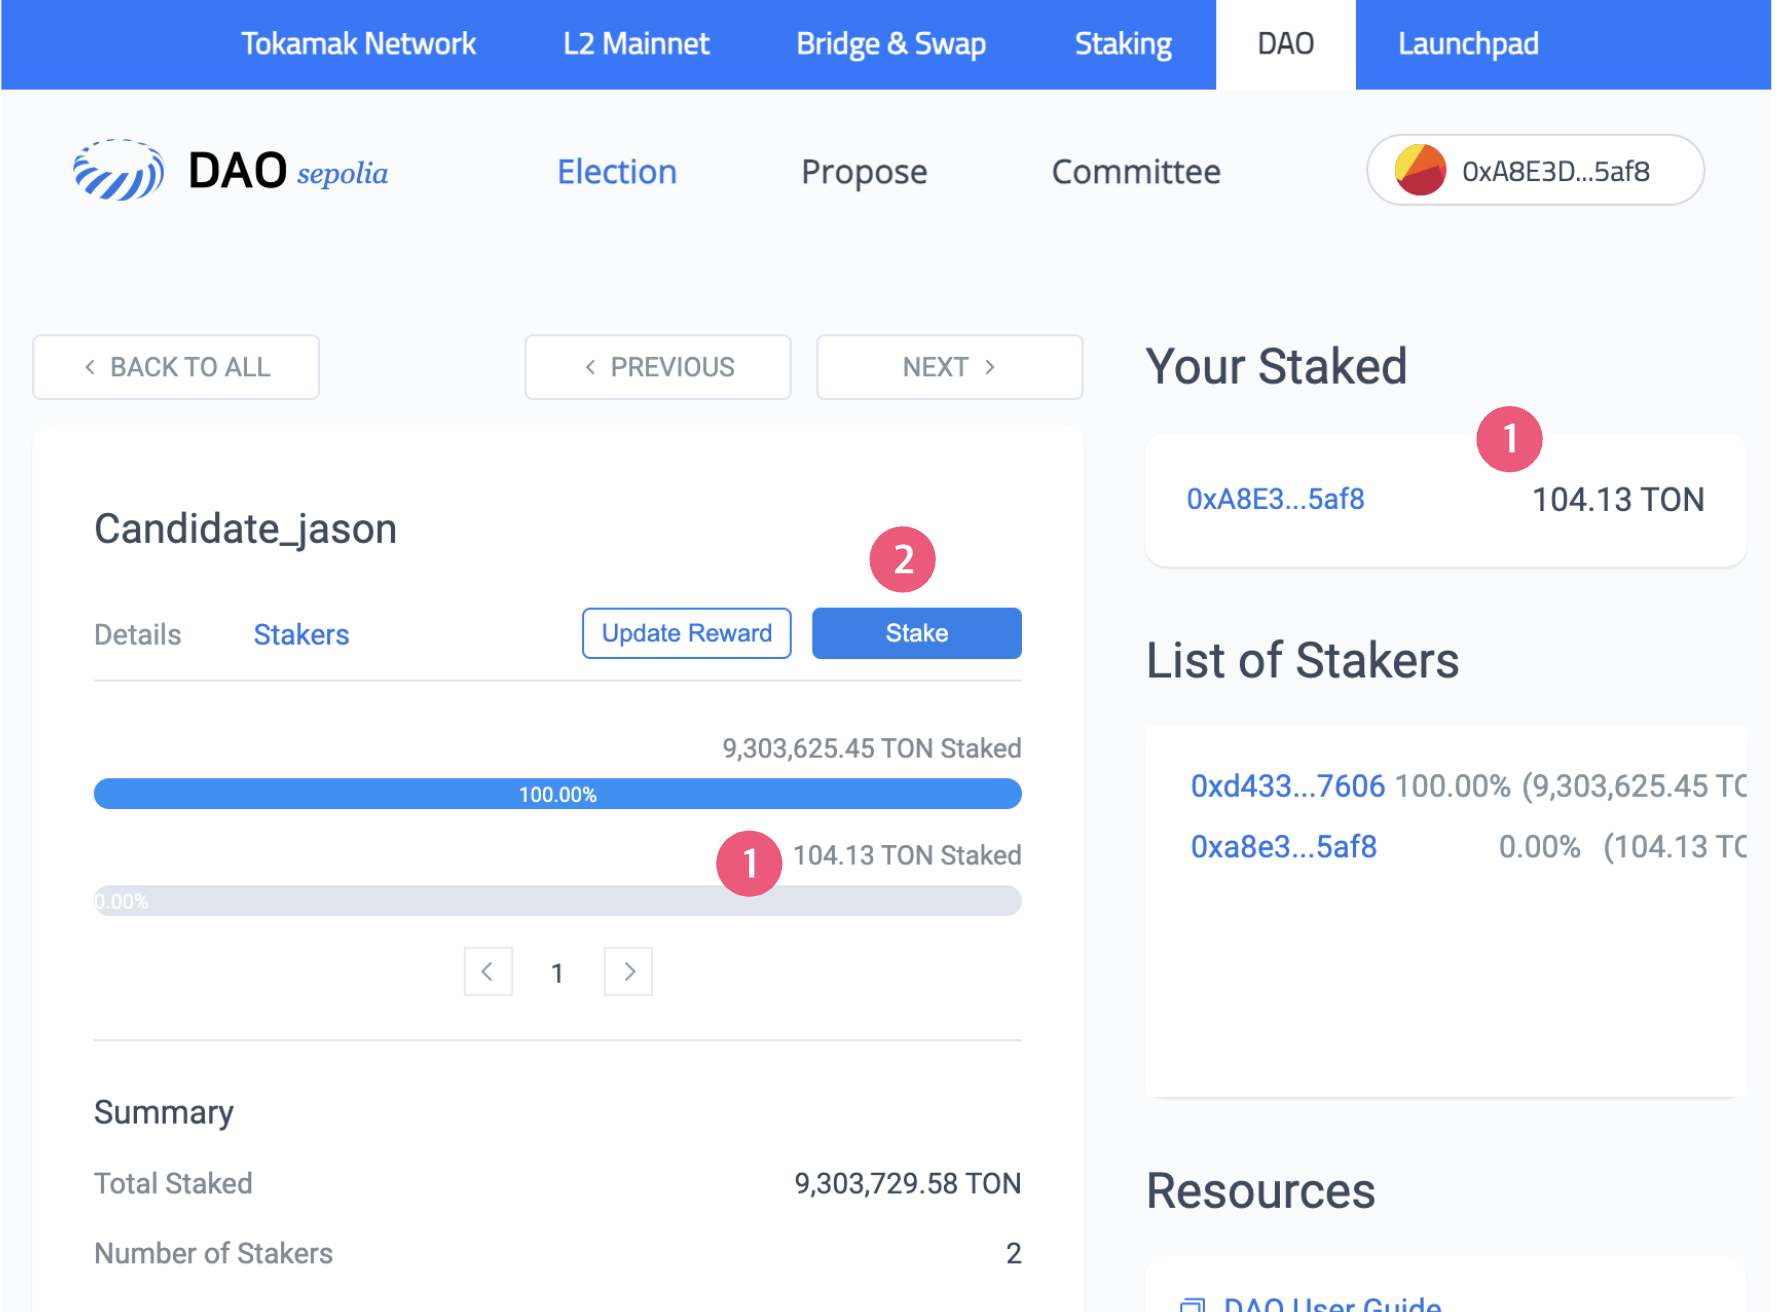 Tokamak Network L2 Mainnet Bridge & Swap Staking DAO Launchpad
DAO sepolia Election Propose Committee 0xA8E3D...5af8
< BACK TO ALL < PREVIOUS NEXT >
Candidate_jason
2
Details Stakers Update Reward Stake
9,303,625.45 TON Staked
100.00%
1 104.13 TON Staked
0.00%
< 1 >
Summary
Total Staked 9,303,729.58 TON
Number of Stakers 2
Your Staked
1
0xA8E3...5af8 104.13 TON
List of Stakers
0xd433...7606 100.00% (9,303,625.45 TO
0xa8e3...5af8 0.00% (104.13 TO
Resources
DAO User Guide